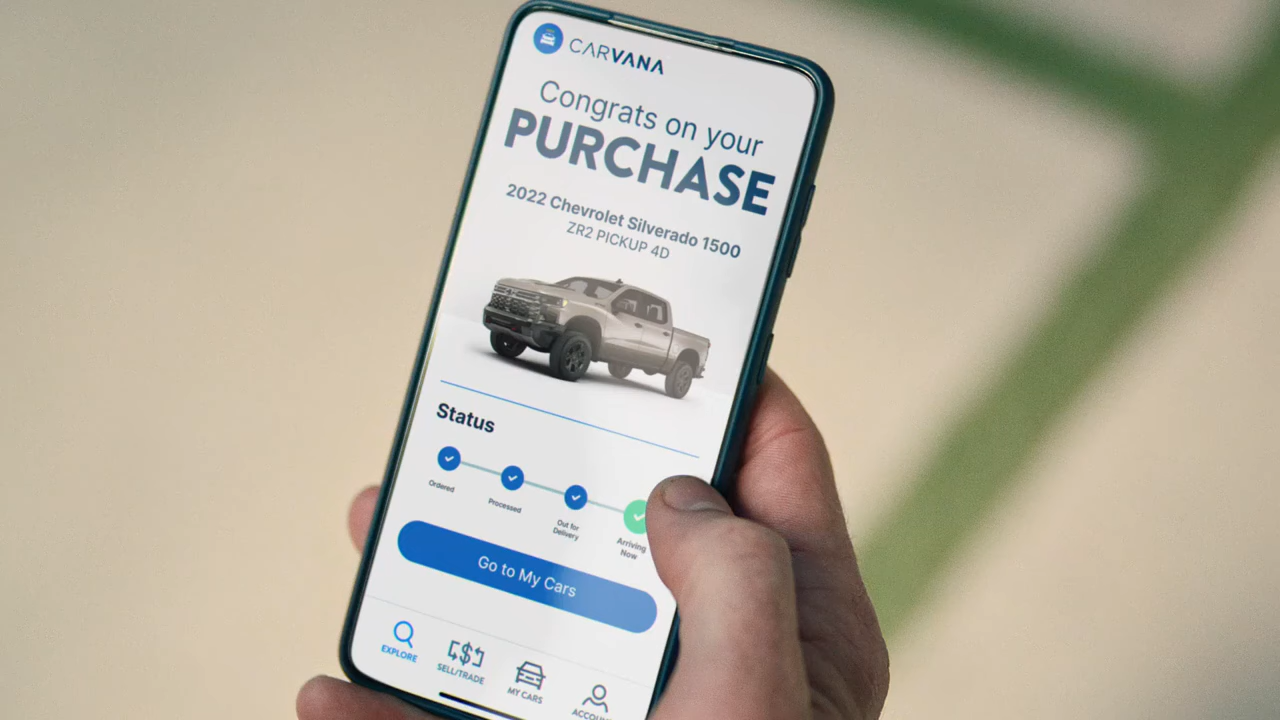 CARVANA
Congrats on your
PURCHASE
2022 Chevrolet Silverado 1500
ZR2 PICKUP 4D
Status
Ordered
Processed
Out for
Delivery
Arriving
Now
Go to My Cars
EXPLORE
SELL/TRADE
MY CARS
ACCOUN